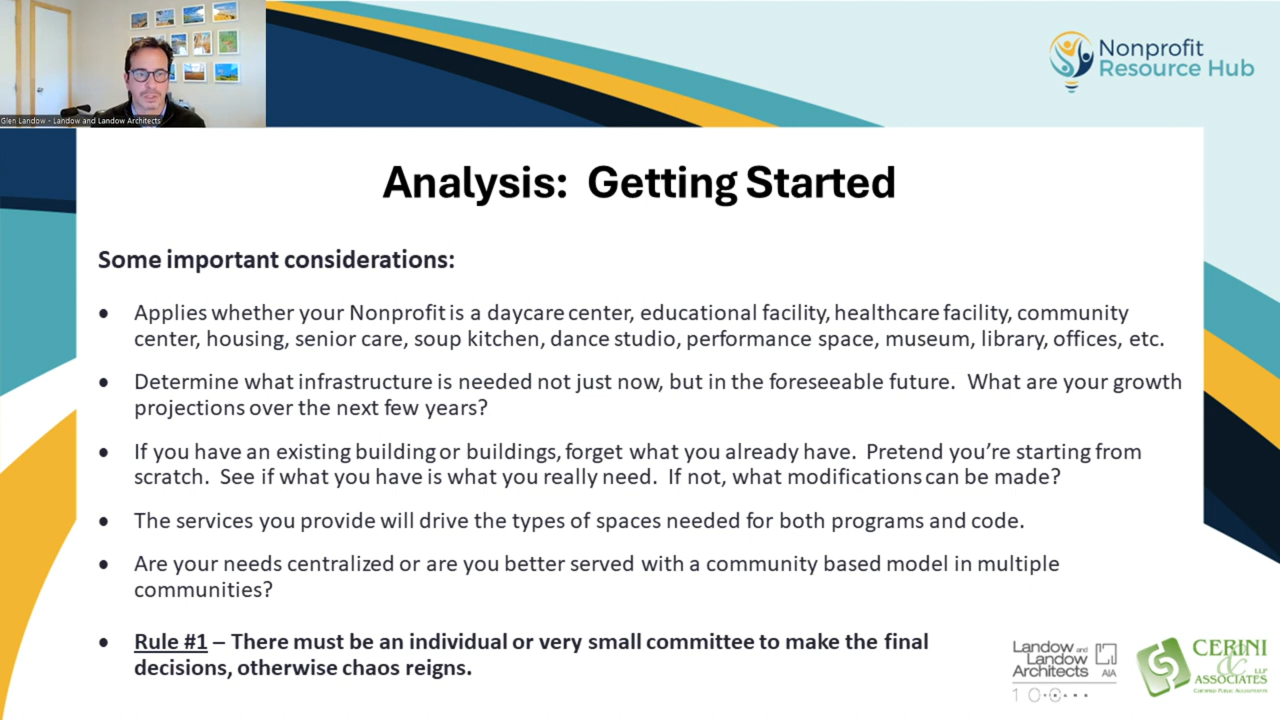 Glen Landow - Landow and Landow Architects
Nonprofit
Resource Hub
Analysis: Getting Started
Some important considerations:
• Applies whether your Nonprofit is a daycare center, educational facility, healthcare facility, community
center, housing, senior care, soup kitchen, dance studio, performance space, museum, library, offices, etc.
• Determine what infrastructure is needed not just now, but in the foreseeable future. What are your growth
projections over the next few years?
• If you have an existing building or buildings, forget what you already have. Pretend you’re starting from
scratch. See if what you have is what you really need. If not, what modifications can be made?
• The services you provide will drive the types of spaces needed for both programs and code.
• Are your needs centralized or are you better served with a community based model in multiple
communities?
• Rule #1 – There must be an individual or very small committee to make the final
decisions, otherwise chaos reigns.
Landow and
Landow
Architects AIA
CERINI
& LLP
ASSOCIATES
Certified Public Accountants